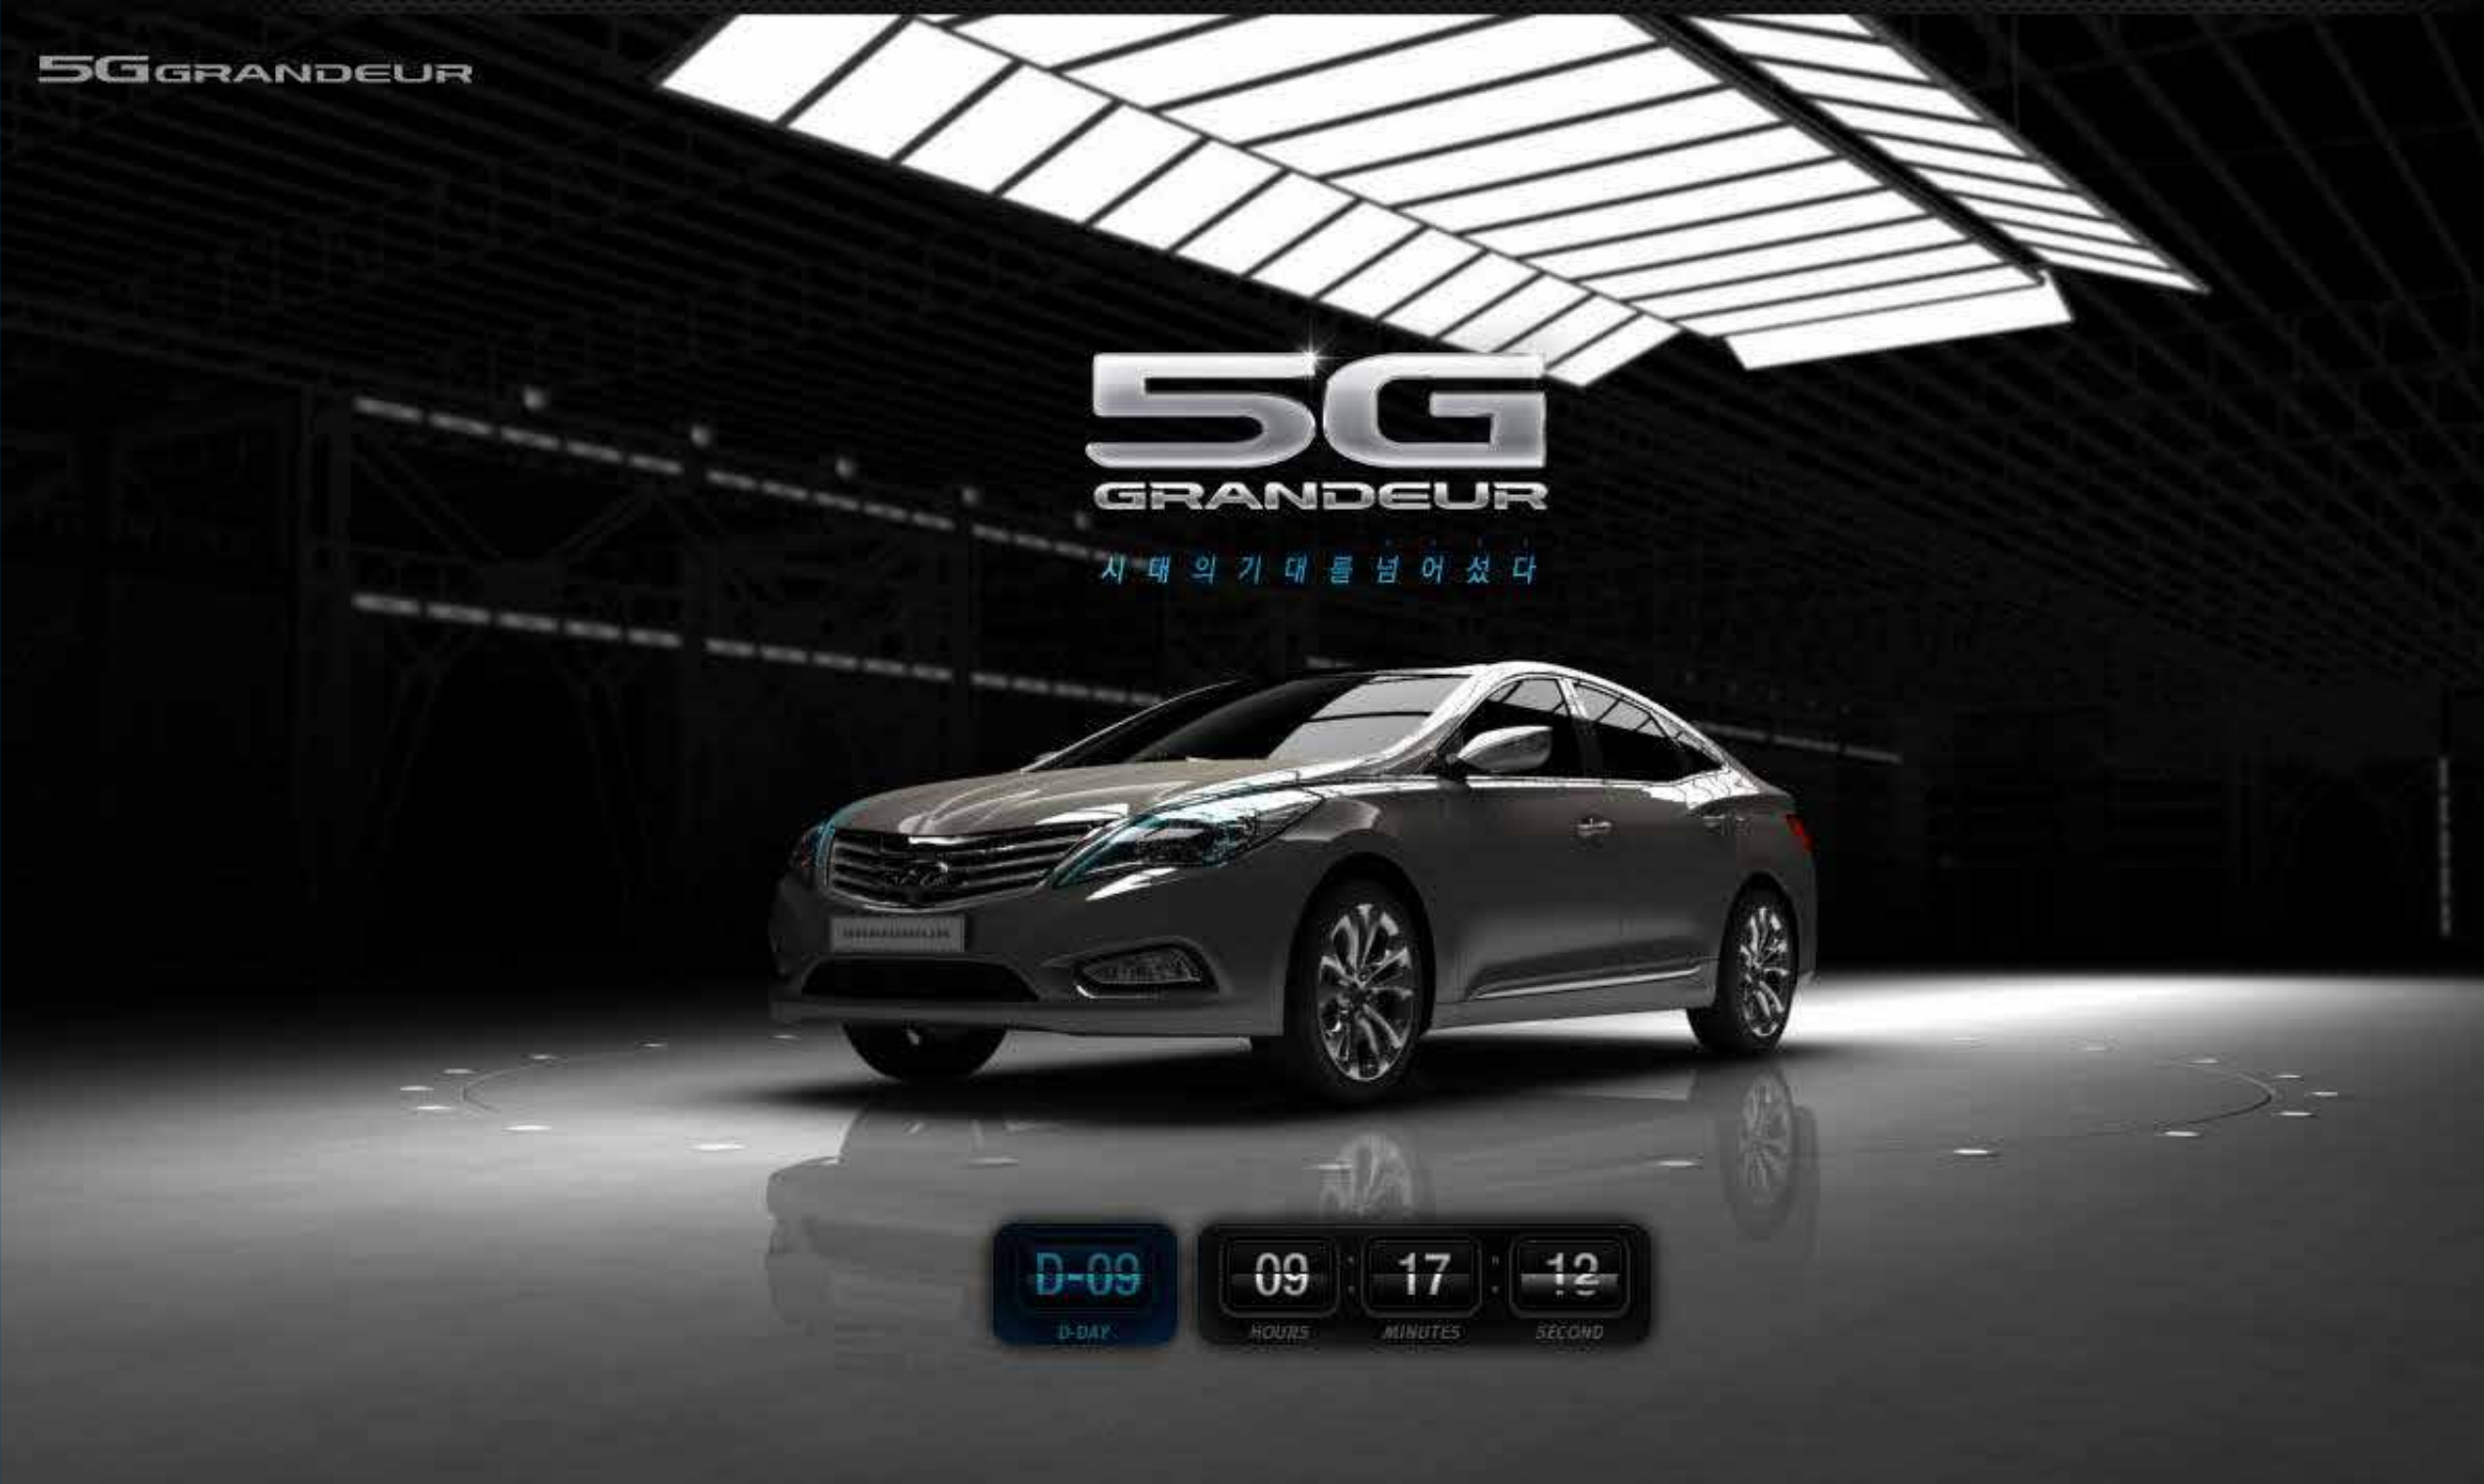 5G GRANDEUR
5G
GRANDEUR
시대의기대를넘어섰다
GRANDEUR
D-09 09 : 17 : 12
D-DAY HOURS MINUTES SECOND